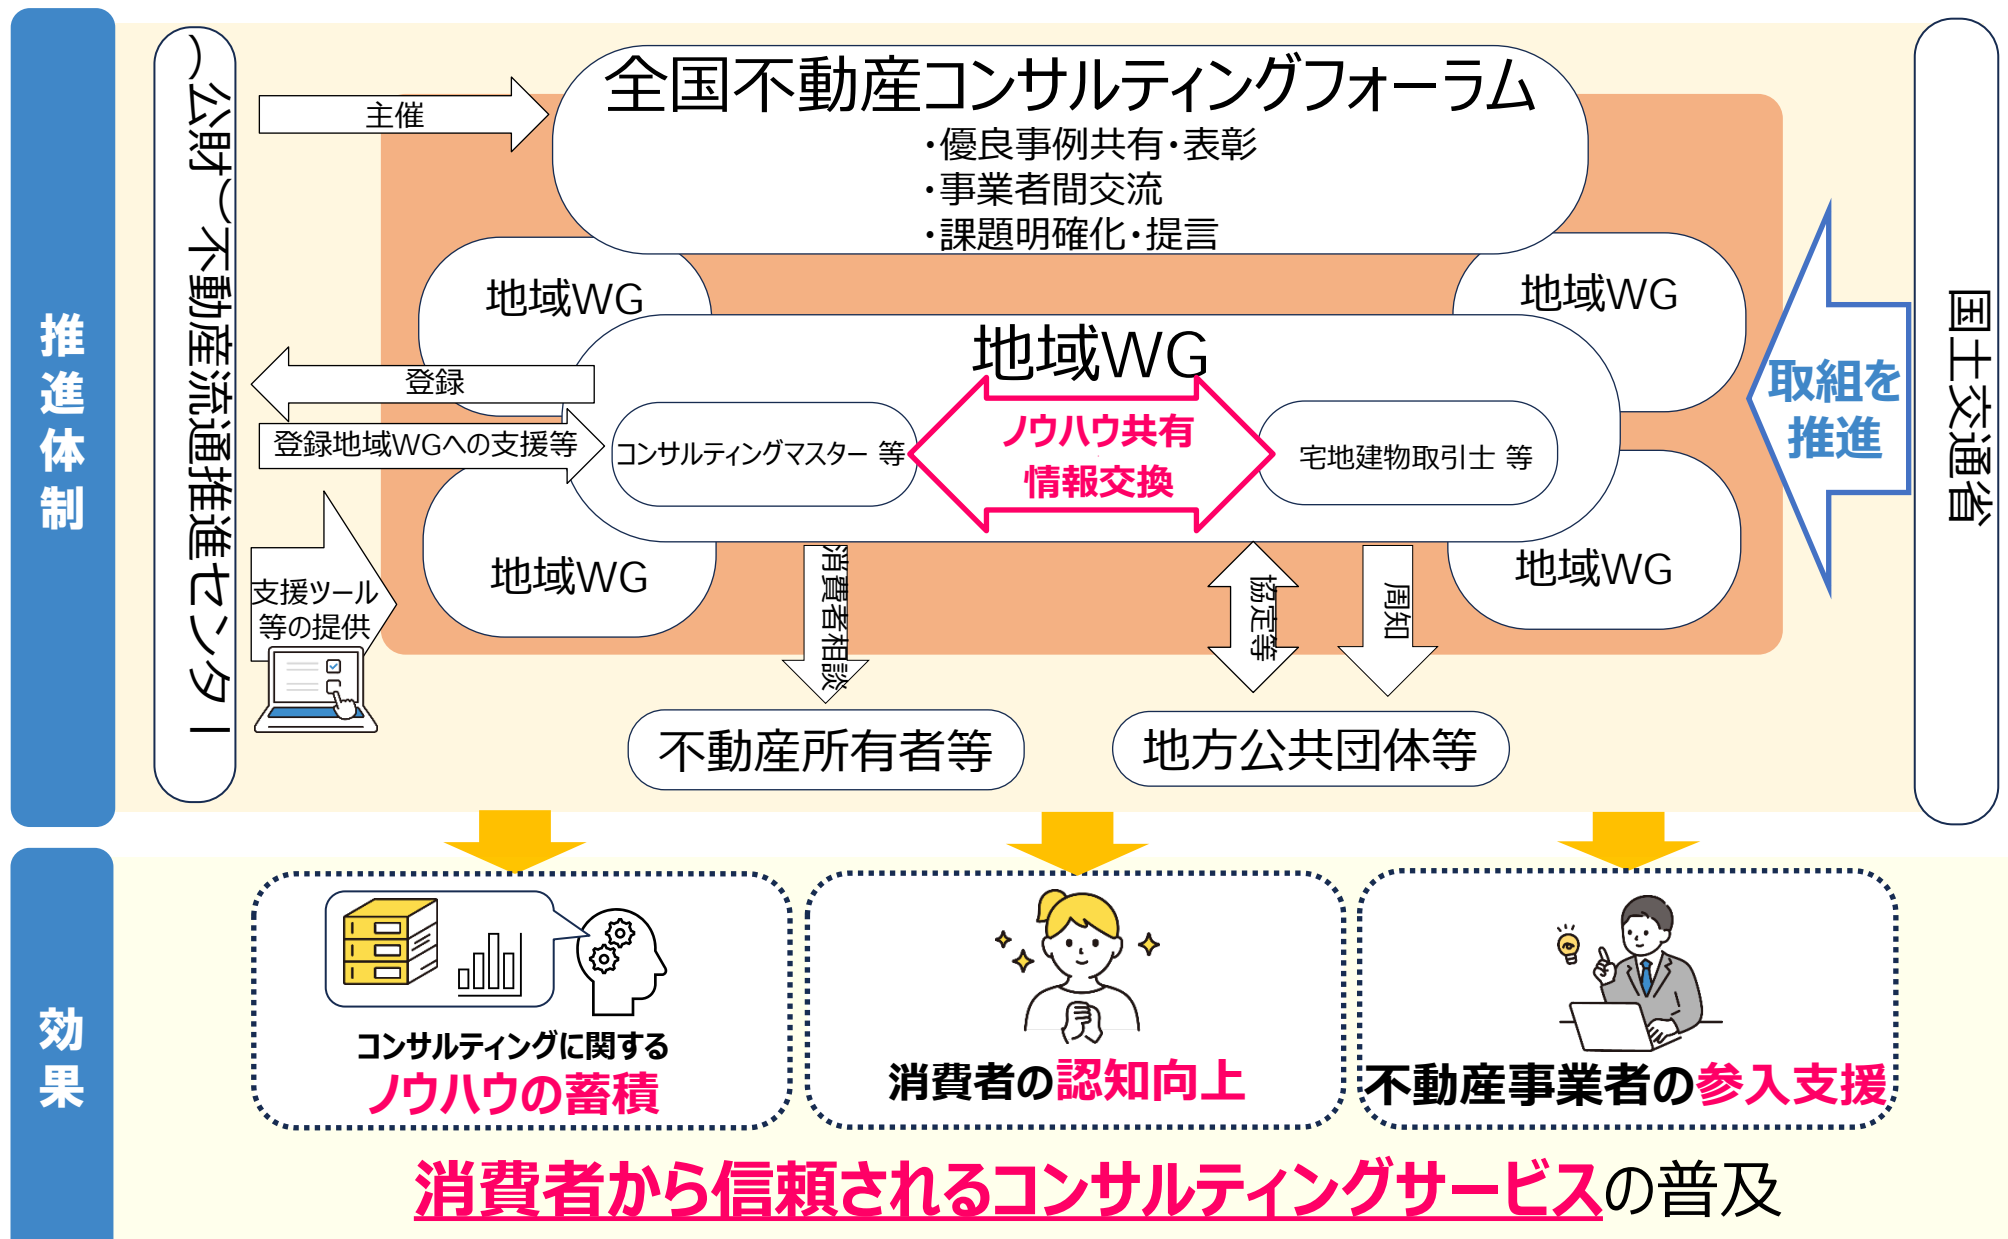 推進体制
(公財)不動産流通推進センター
主催
全国不動産コンサルティングフォーラム
・優良事例共有・表彰
・事業者間交流
・課題明確化・提言
地域WG
地域WG
地域WG
登録
登録地域WGへの支援等
コンサルティングマスター 等
ノウハウ共有
情報交換
宅地建物取引士 等
取組を
推進
国土交通省
支援ツール
等の提供
地域WG
地域WG
消費者相談
協定等
周知
不動産所有者等
地方公共団体等
効果
コンサルティングに関する
ノウハウの蓄積
消費者の認知向上
不動産事業者の参入支援
消費者から信頼されるコンサルティングサービスの普及